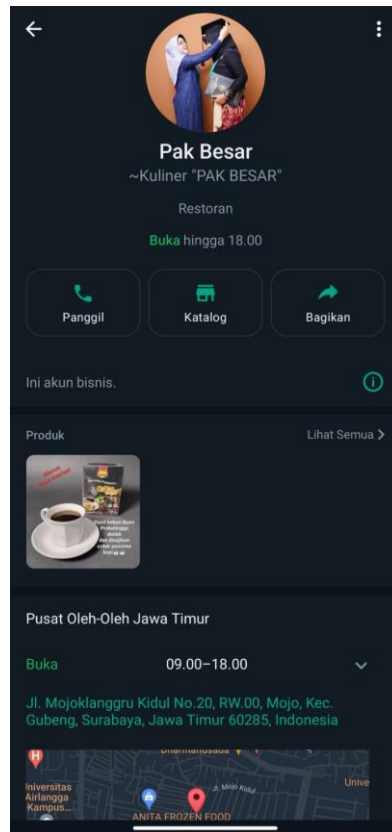 Pak Besar
~Kuliner "PAK BESAR"
Restoran
Buka hingga 18.00
Panggil
Katalog
Bagikan
Ini akun bisnis.
Produk
Lihat Semua
Pusat Oleh-Oleh Jawa Timur
Buka
09.00–18.00
Jl. Mojoklanggru Kidul No.20, RW.00, Mojo, Kec.
Gubeng, Surabaya, Jawa Timur 60285, Indonesia
Dharmahusada
H
Universitas
Airlangga
Kampus...
Jl. Mojo Kidul
Unive
ANITA FROZEN FOOD